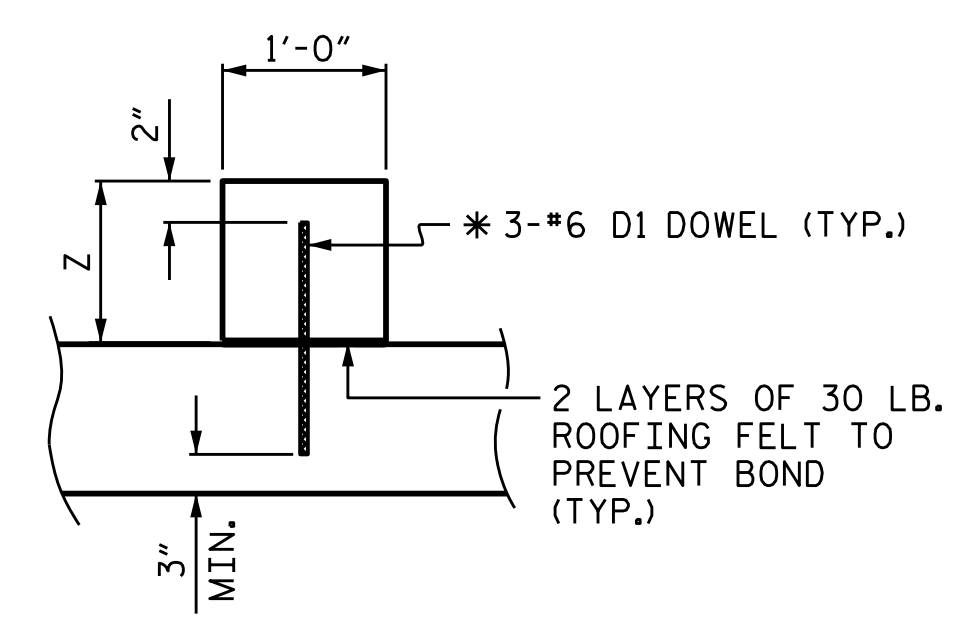 1'-0"
2"
Z
* 3-#6 D1 DOWEL (TYP.)
2 LAYERS OF 30 LB.
ROOFING FELT TO
PREVENT BOND
(TYP.)
3"
MIN.